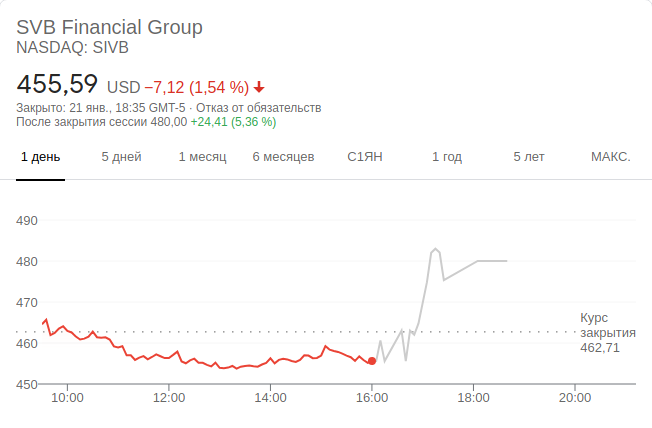 SVB Financial Group
NASDAQ: SIVB
455,59 USD −7,12 (1,54 %)
Закрыто: 21 янв., 18:35 GMT-5 · Отказ от обязательств
После закрытия сессии 480,00 +24,41 (5,36 %)
1 день 5 дней 1 месяц 6 месяцев С1ЯН 1 год 5 лет МАКС.
490
480
470
Курс
закрытия
462,71
460
450
10:00 12:00 14:00 16:00 18:00 20:00